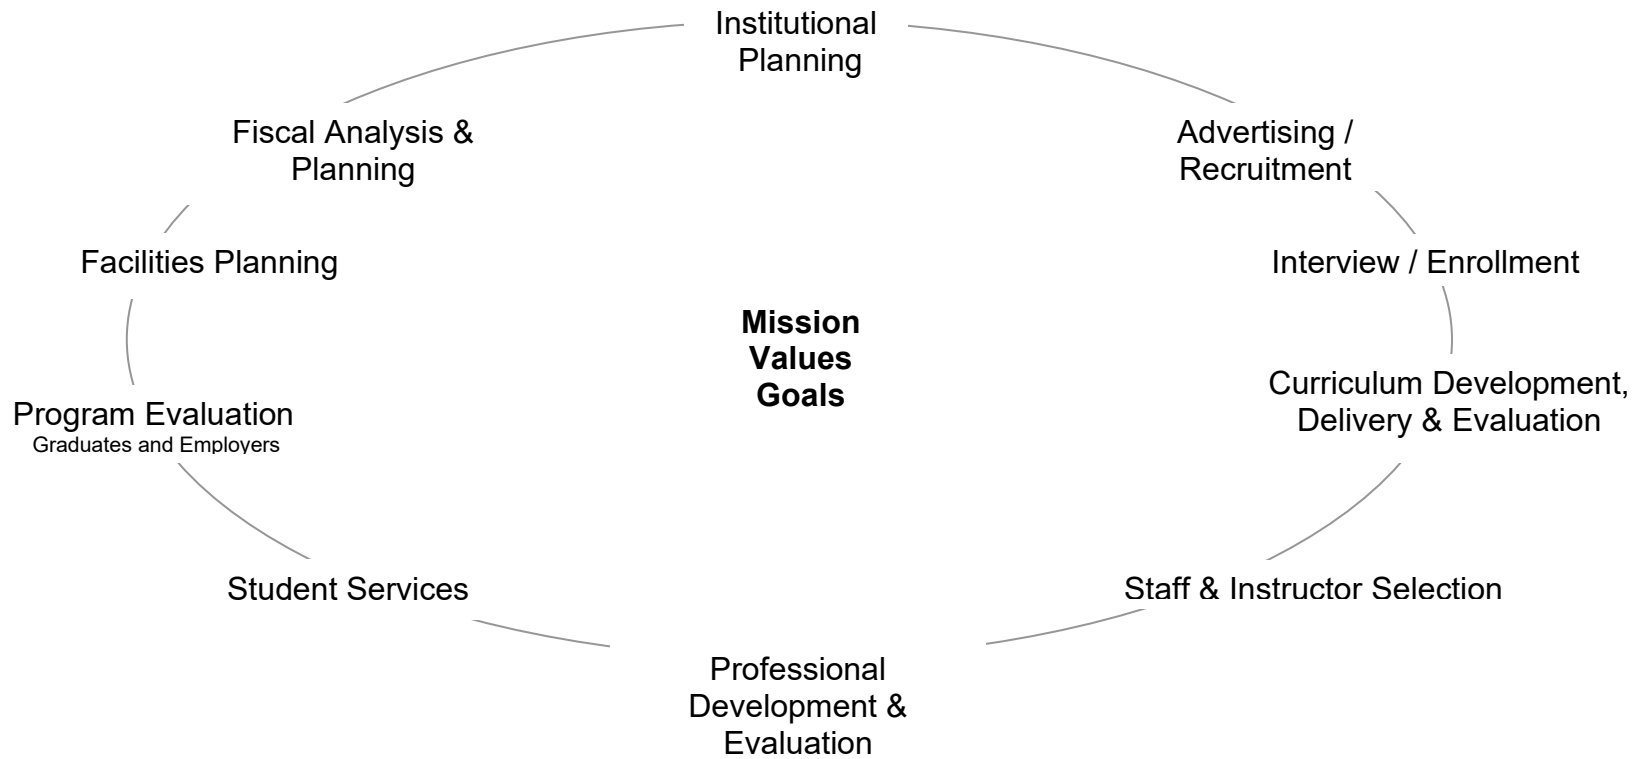 Institutional
Planning
Fiscal Analysis &
Planning
Advertising /
Recruitment
Facilities Planning
Interview / Enrollment
Mission
Values
Goals
Curriculum Development,
Delivery & Evaluation
Program Evaluation
Graduates and Employers
Student Services
Staff & Instructor Selection
Professional
Development &
Evaluation